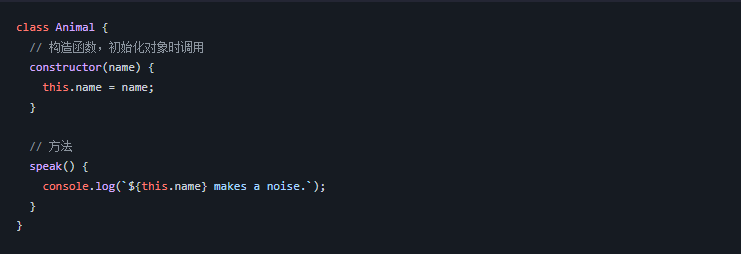 class Animal {
  // 构造函数，初始化对象时调用
  constructor(name) {
    this.name = name;
  }

  // 方法
  speak() {
    console.log(`${this.name} makes a noise.`);
  }
}